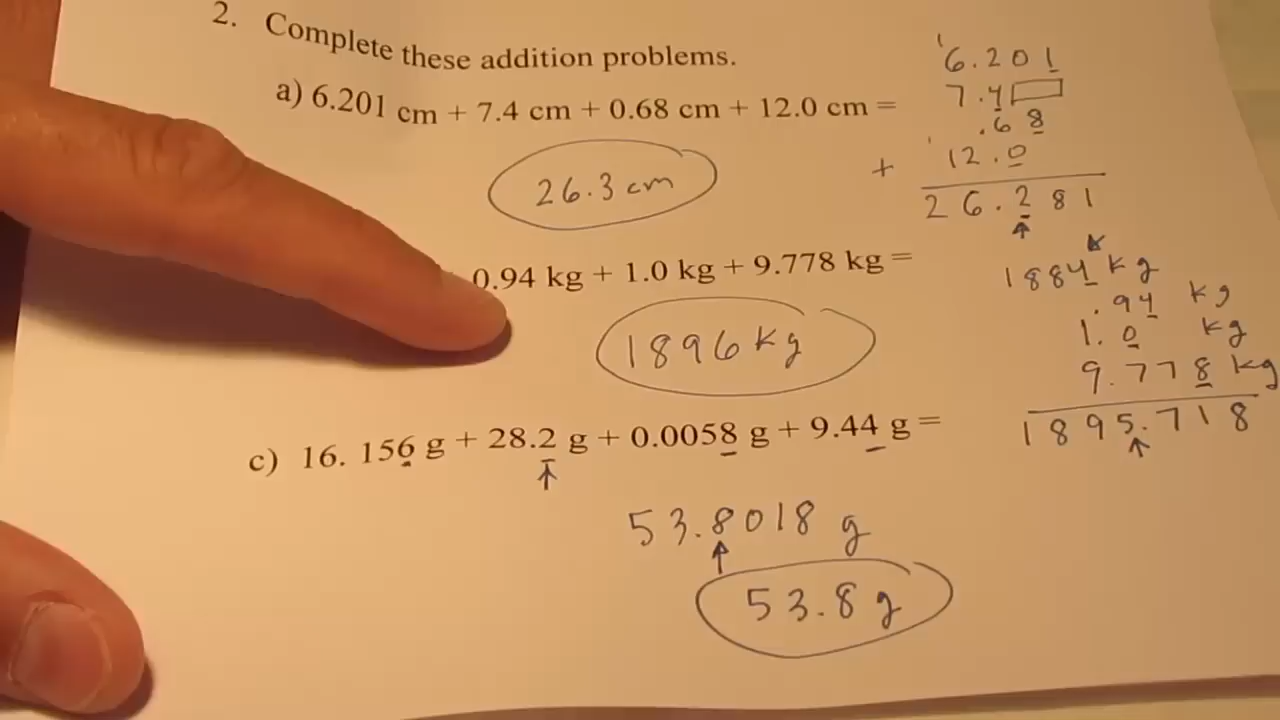 2. Complete these addition problems.
a) 6.201 cm + 7.4 cm + 0.68 cm + 12.0 cm =
26.3 cm
1 6.201
7.4
.68
+ 1 12.0
26.281
0.94 kg + 1.0 kg + 9.778 kg =
1896 kg
1884 kg
.94 kg
1.0 kg
9.778 kg
1895.718
c) 16. 156 g + 28.2 g + 0.0058 g + 9.44 g =
53.8018 g
53.8 g